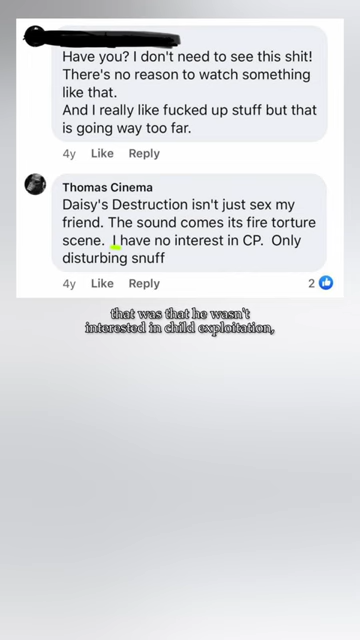 Have you? I don't need to see this shit!
There's no reason to watch something
like that.
And I really like fucked up stuff but that
is going way too far.
4y Like Reply
Thomas Cinema
Daisy's Destruction isn't just sex my
friend. The sound comes its fire torture
scene. I have no interest in CP. Only
disturbing snuff
4y Like Reply 2
that was that he wasn't
interested in child exploitation,